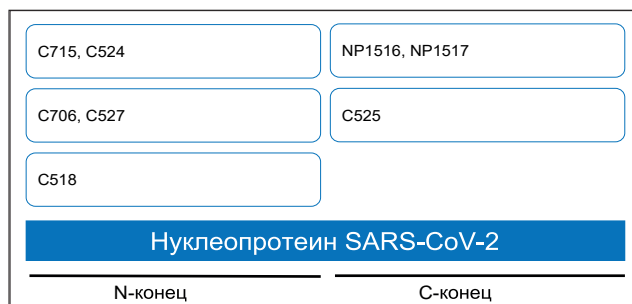 C715, C524
NP1516, NP1517
C706, C527
C525
C518
Нуклеопротеин SARS-CoV-2
N-конец
C-конец